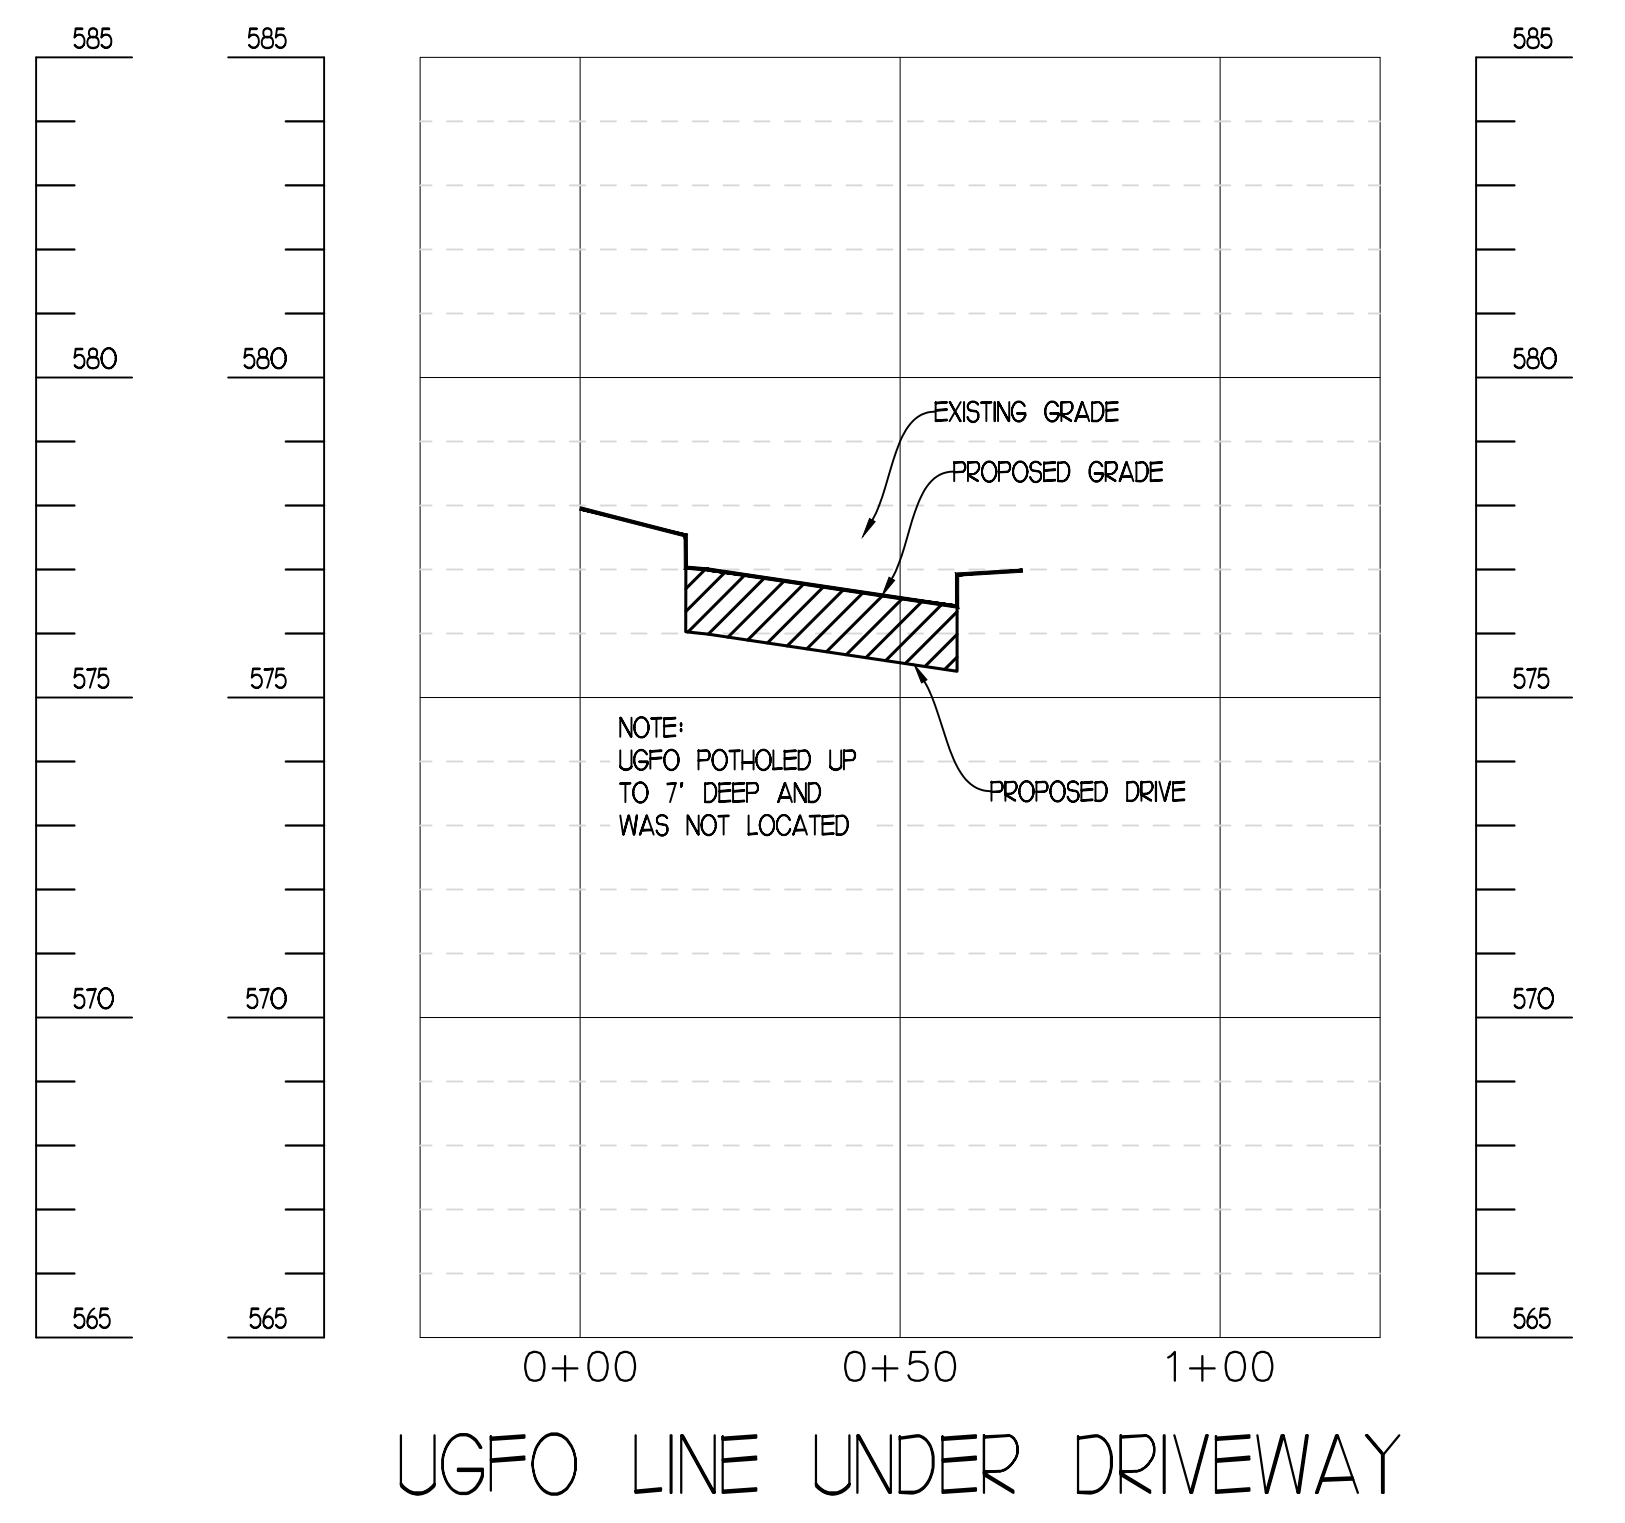 585 585 585
580 580 580
EXISTING GRADE
PROPOSED GRADE
575 575 575
NOTE:
UGFO POTHOLED UP
TO 7' DEEP AND
WAS NOT LOCATED
PROPOSED DRIVE
570 570 570
565 565 565
0+00 0+50 1+00
UGFO LINE UNDER DRIVEWAY